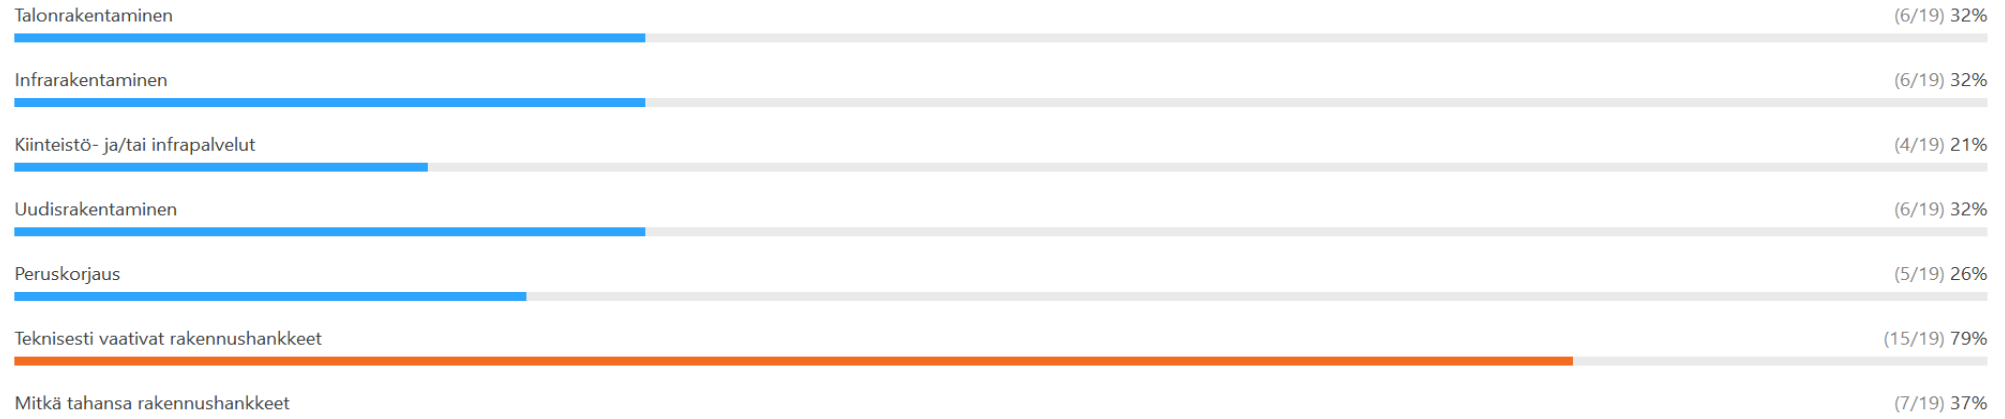 Talonrakentaminen (6/19) 32%
Infrarakentaminen (6/19) 32%
Kiinteistö- ja/tai infrapalvelut (4/19) 21%
Uudisrakentaminen (6/19) 32%
Peruskorjaus (5/19) 26%
Teknisesti vaativat rakennushankkeet (15/19) 79%
Mitkä tahansa rakennushankkeet (7/19) 37%